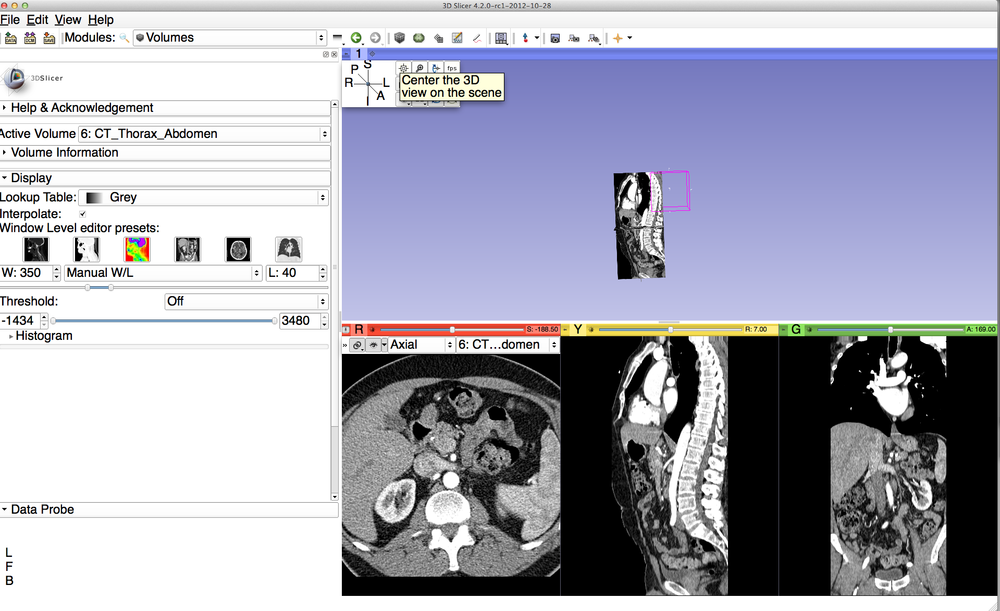 3D Slicer 4.2.0-rc1-2012-10-28
File Edit View Help
DATA DCM SAVE Modules: Volumes
1
3DSlicer
S
P
R L
A
I
fps
Center the 3D
view on the scene
Help & Acknowledgement
Active Volume 6: CT_Thorax_Abdomen
Volume Information
Display
Lookup Table: Grey
Interpolate:
Window Level editor presets:
W: 350 Manual W/L L: 40
Threshold: Off
-1434 3480
Histogram
R S: -188.50 Y R: 7.00 G A: 169.00
» Axial 6: CT...domen
Data Probe
L
F
B